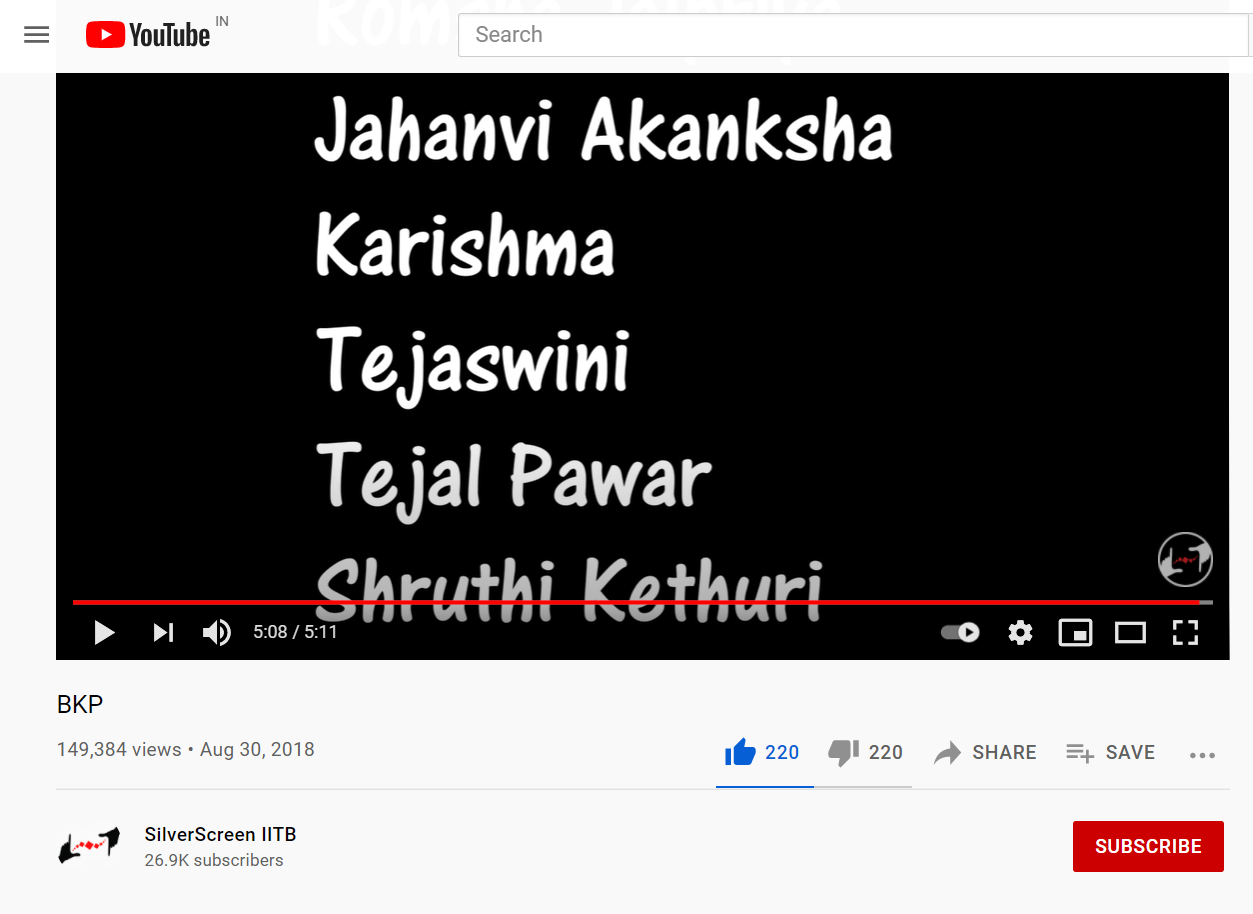 YouTube IN
Search
Jahanvi Akanksha
Karishma
Tejaswini
Tejal Pawar
Shruthi Kethuri
5:08 / 5:11
BKP
149,384 views • Aug 30, 2018
220 220 SHARE SAVE
SilverScreen IITB
26.9K subscribers
SUBSCRIBE